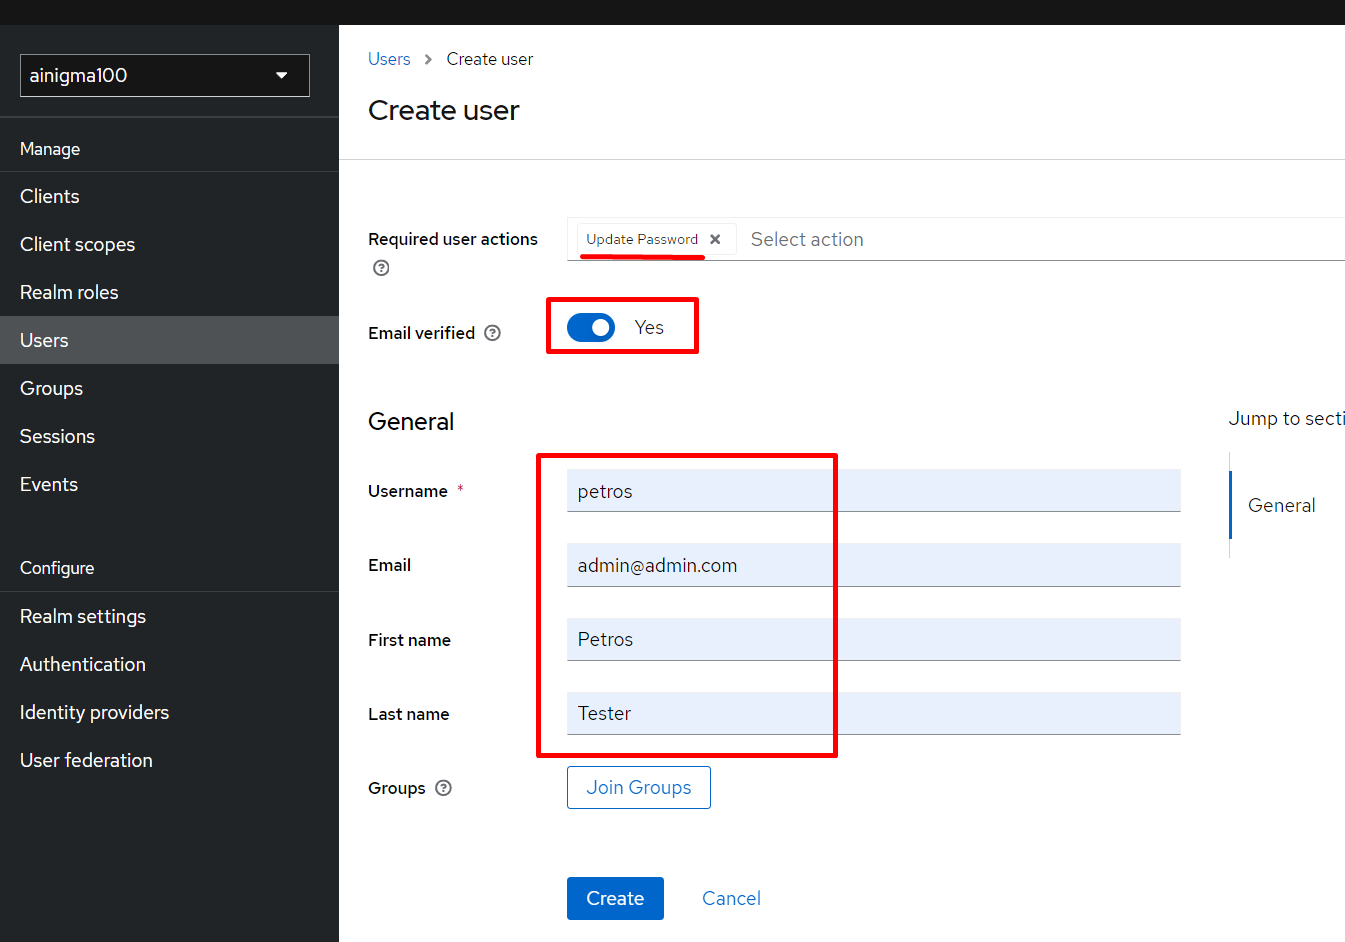 ainigma100
Manage
Clients
Client scopes
Realm roles
Users
Groups
Sessions
Events
Configure
Realm settings
Authentication
Identity providers
User federation
Users > Create user
Create user
Required user actions
Update Password × Select action
Email verified
Yes
General
Username *
petros
Email
admin@admin.com
First name
Petros
Last name
Tester
Groups
Join Groups
Create
Cancel
Jump to secti
General